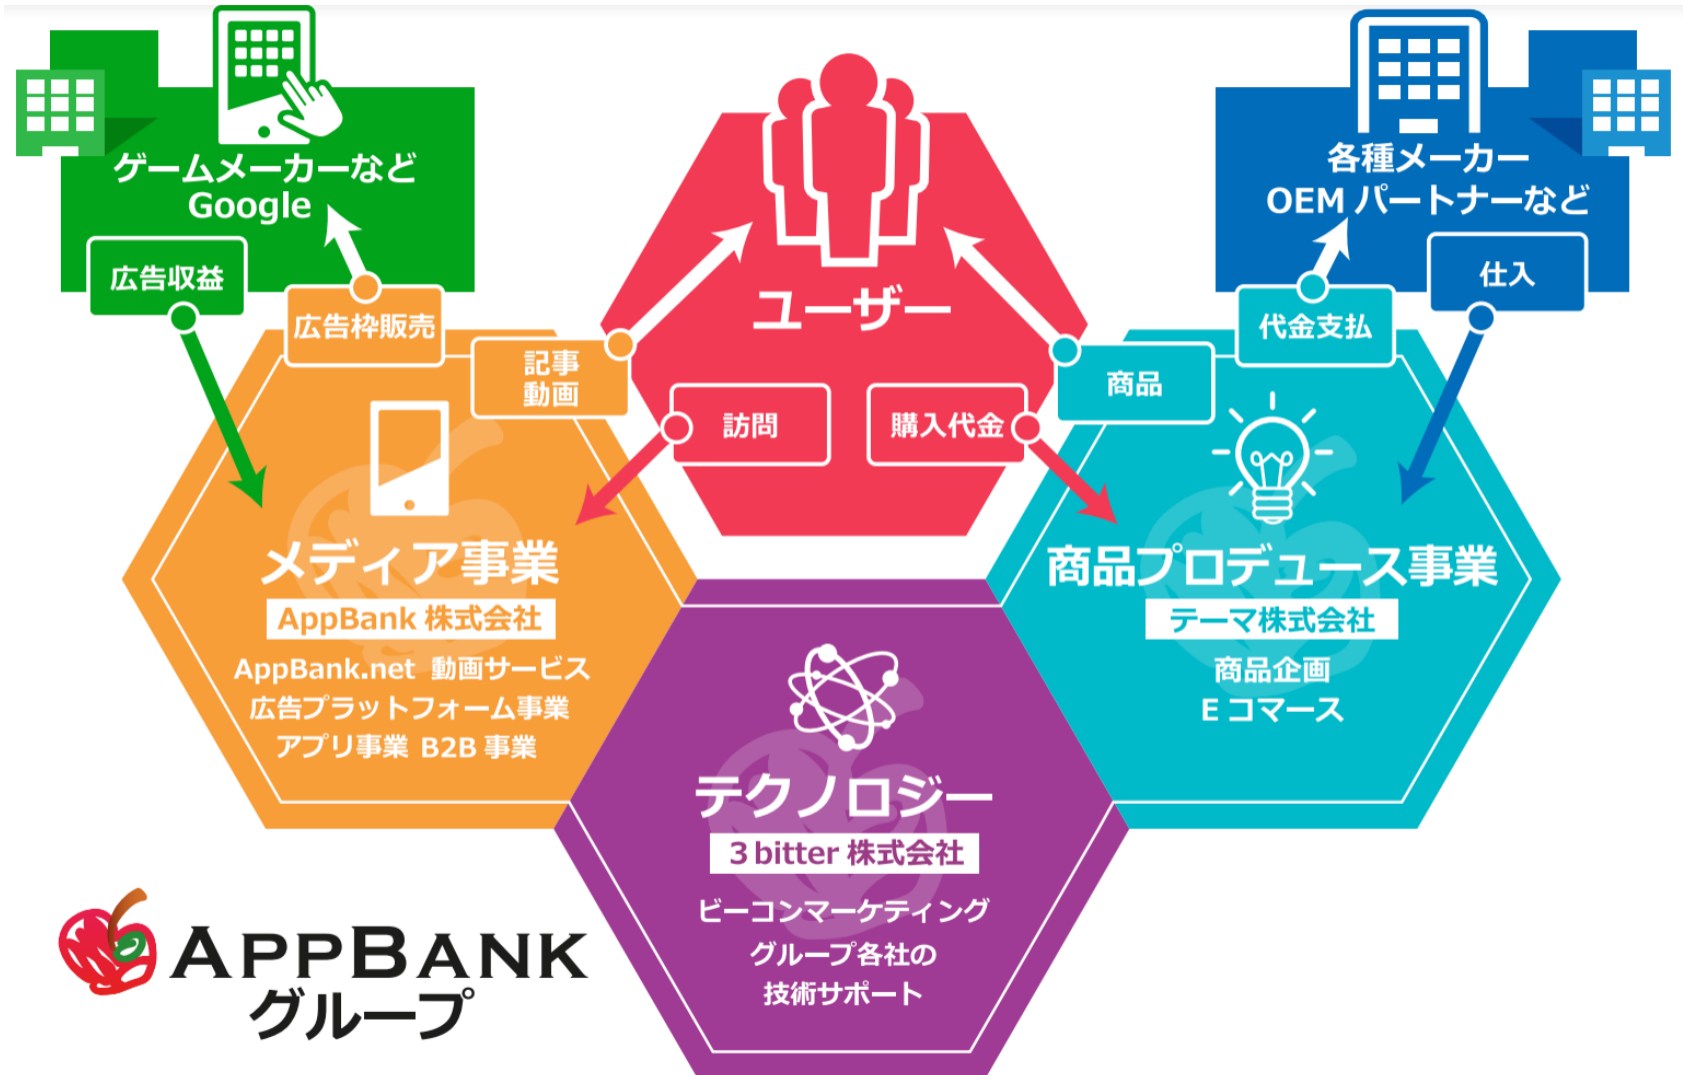 ゲームメーカーなど
Google
広告収益
広告枠販売
記事
動画
ユーザー
訪問
購入代金
各種メーカー
OEM パートナーなど
仕入
代金支払
商品
メディア事業
AppBank 株式会社
AppBank.net 動画サービス
広告プラットフォーム事業
アプリ事業 B2B 事業
商品プロデュース事業
テーマ株式会社
商品企画
E コマース
テクノロジー
3 bitter 株式会社
ビーコンマーケティング
グループ各社の
技術サポート
APPBANK
グループ